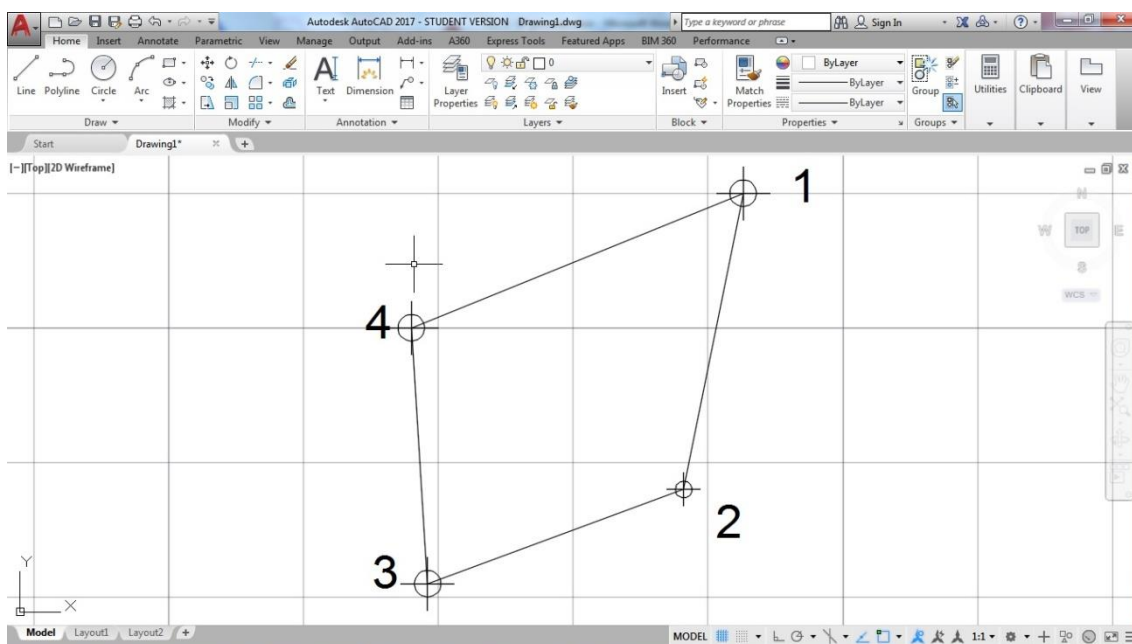 Autodesk AutoCAD 2017 - STUDENT VERSION Drawing1.dwg
Type a keyword or phrase
Sign In
Home Insert Annotate Parametric View Manage Output Add-ins A360 Express Tools Featured Apps BIM 360 Performance
0
ByLayer
ByLayer
ByLayer
Line Polyline Circle Arc
Text Dimension
Layer Properties
Insert
Match Properties
Group
Utilities
Clipboard
View
Draw
Modify
Annotation
Layers
Block
Properties
Groups
Start
Drawing1*
[−][Top][2D Wireframe]
1
N
W
TOP
E
S
WCS
4
2
3
Y
X
Model Layout1 Layout2 +
MODEL
1:1